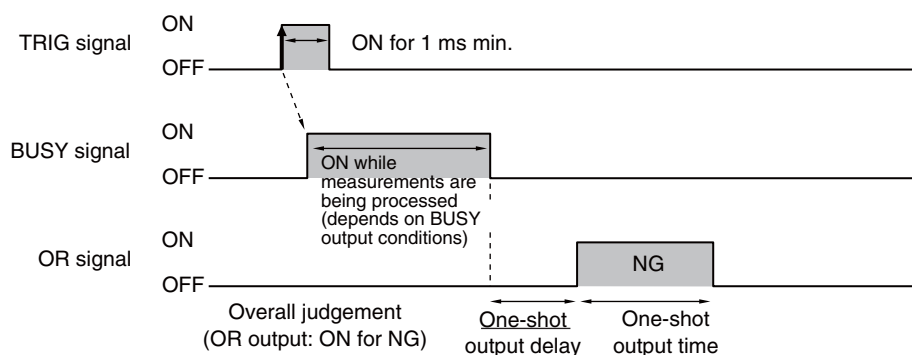 ON
TRIG signal
ON for 1 ms min.
OFF
ON
BUSY signal
ON while
measurements are
being processed
(depends on BUSY
output conditions)
OFF
ON
OR signal
NG
OFF
Overall judgement
(OR output: ON for NG)
One-shot
output delay
One-shot
output time